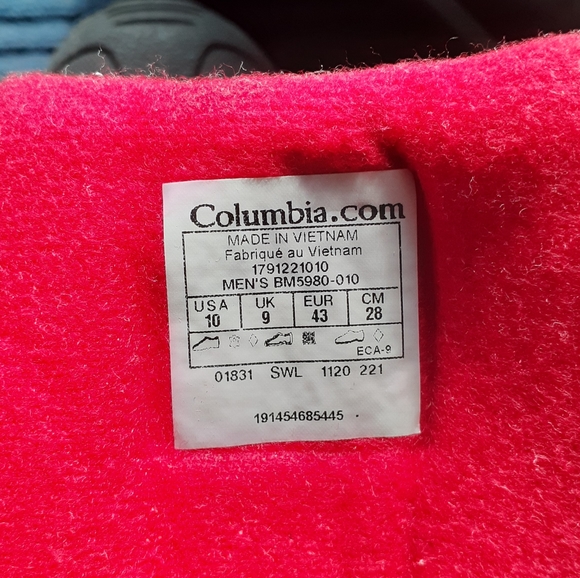 Columbia.com
MADE IN VIETNAM
Fabriqué au Vietnam
1791221010
MEN'S BM5980-010
USA UK EUR CM
10 9 43 28
ECA-9
01831 SWL 1120 221
191454685445